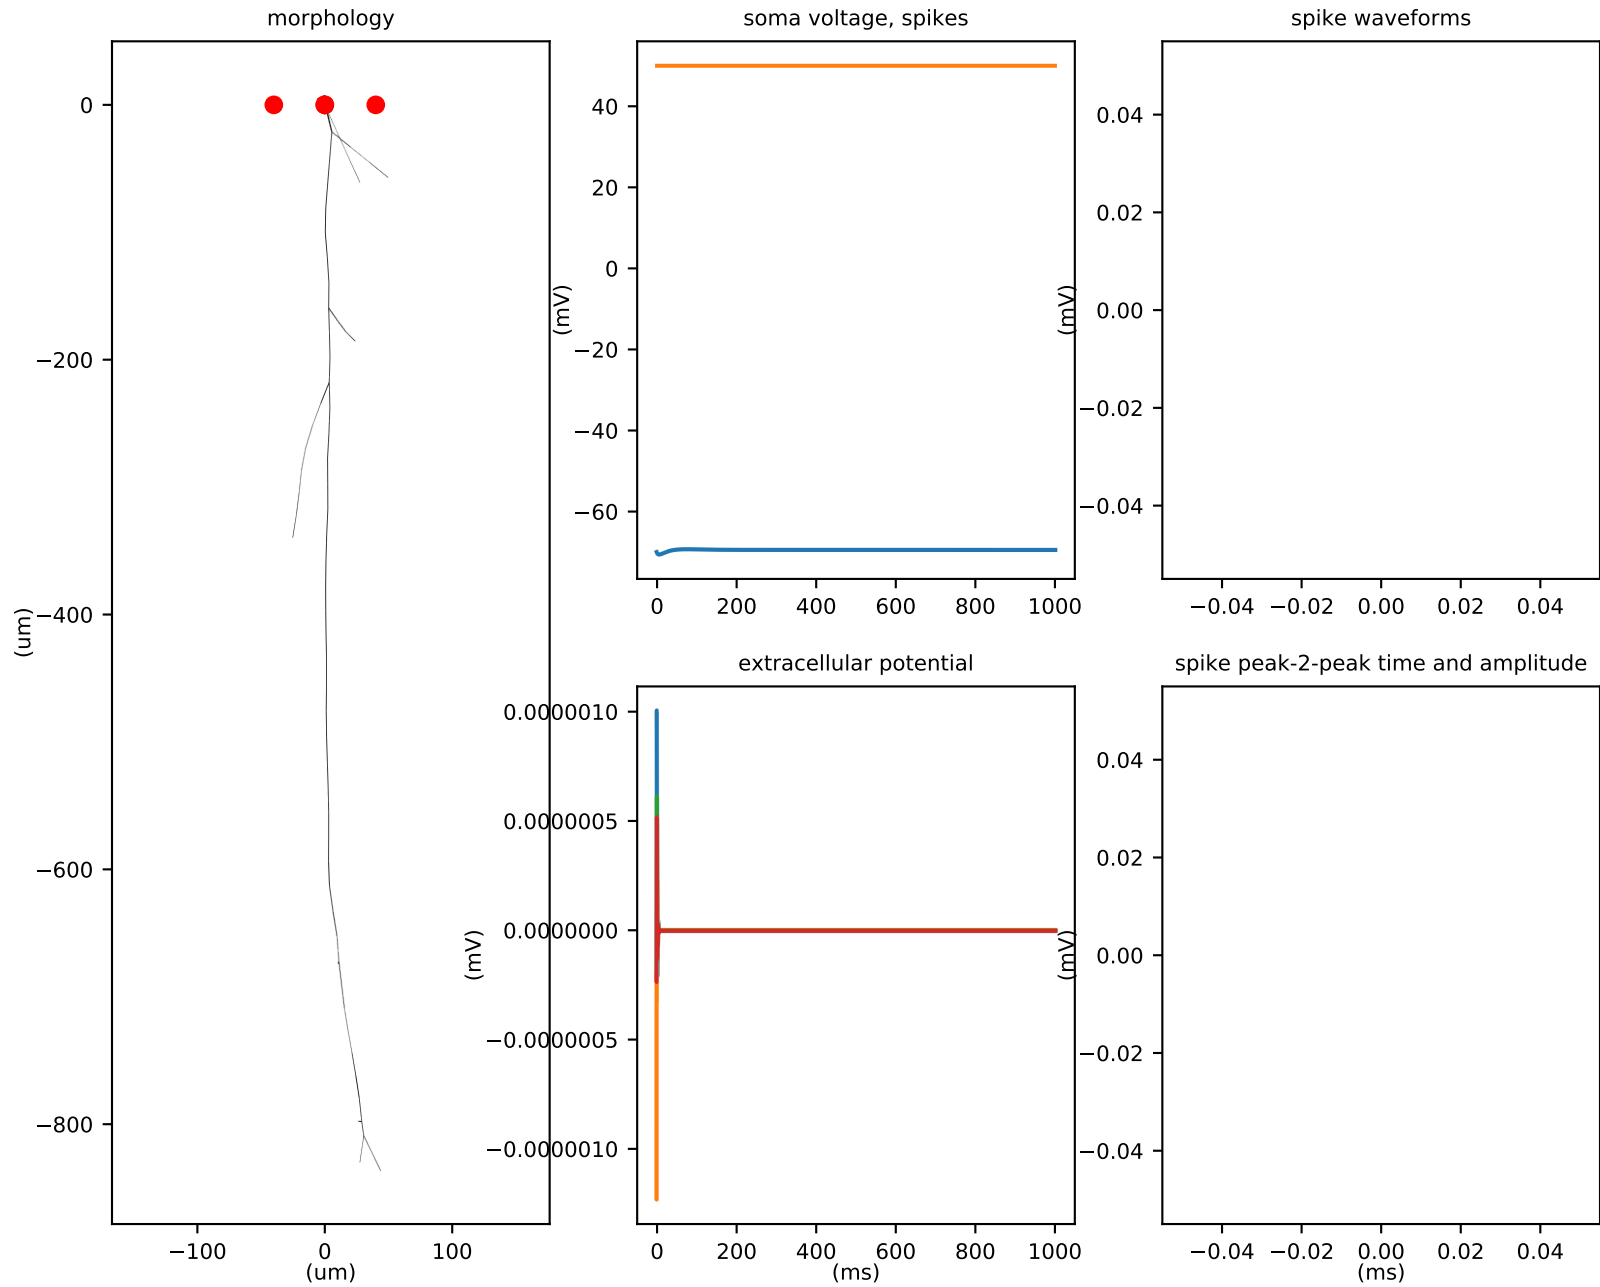 morphology
0
−200
−400
−600
−800
(um)
−100 0 100
(um)
soma voltage, spikes
40
20
0
−20
−40
−60
(mV)
0 200 400 600 800 1000
spike waveforms
0.04
0.02
0.00
−0.02
−0.04
(mV)
−0.04 −0.02 0.00 0.02 0.04
extracellular potential
0.0000010
0.0000005
0.0000000
−0.0000005
−0.0000010
(mV)
0 200 400 600 800 1000
(ms)
spike peak-2-peak time and amplitude
0.04
0.02
0.00
−0.02
−0.04
(mV)
−0.04 −0.02 0.00 0.02 0.04
(ms)